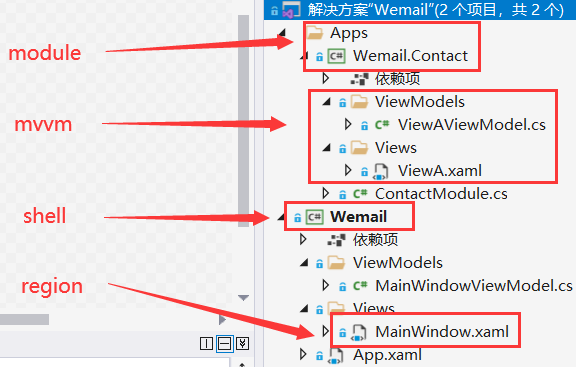 解决方案"Wemail"(2 个项目，共 2 个)
Apps
module
Wemail.Contact
依赖项
ViewModels
mvvm
ViewAViewModel.cs
Views
ViewA.xaml
ContactModule.cs
shell
Wemail
依赖项
ViewModels
region
MainWindowViewModel.cs
Views
MainWindow.xaml
App.xaml